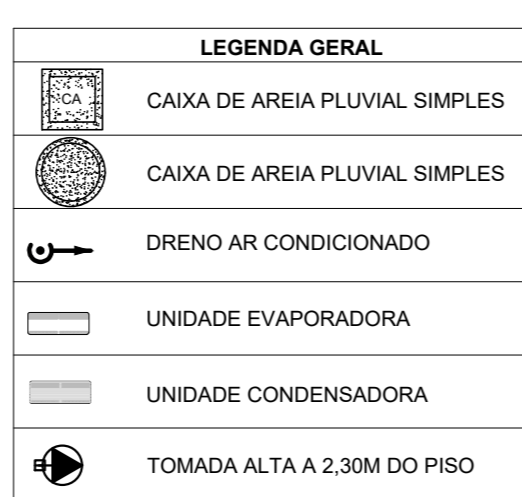 LEGENDA GERAL
CA
CAIXA DE AREIA PLUVIAL SIMPLES
CAIXA DE AREIA PLUVIAL SIMPLES
DRENO AR CONDICIONADO
UNIDADE EVAPORADORA
UNIDADE CONDENSADORA
TOMADA ALTA A 2,30M DO PISO